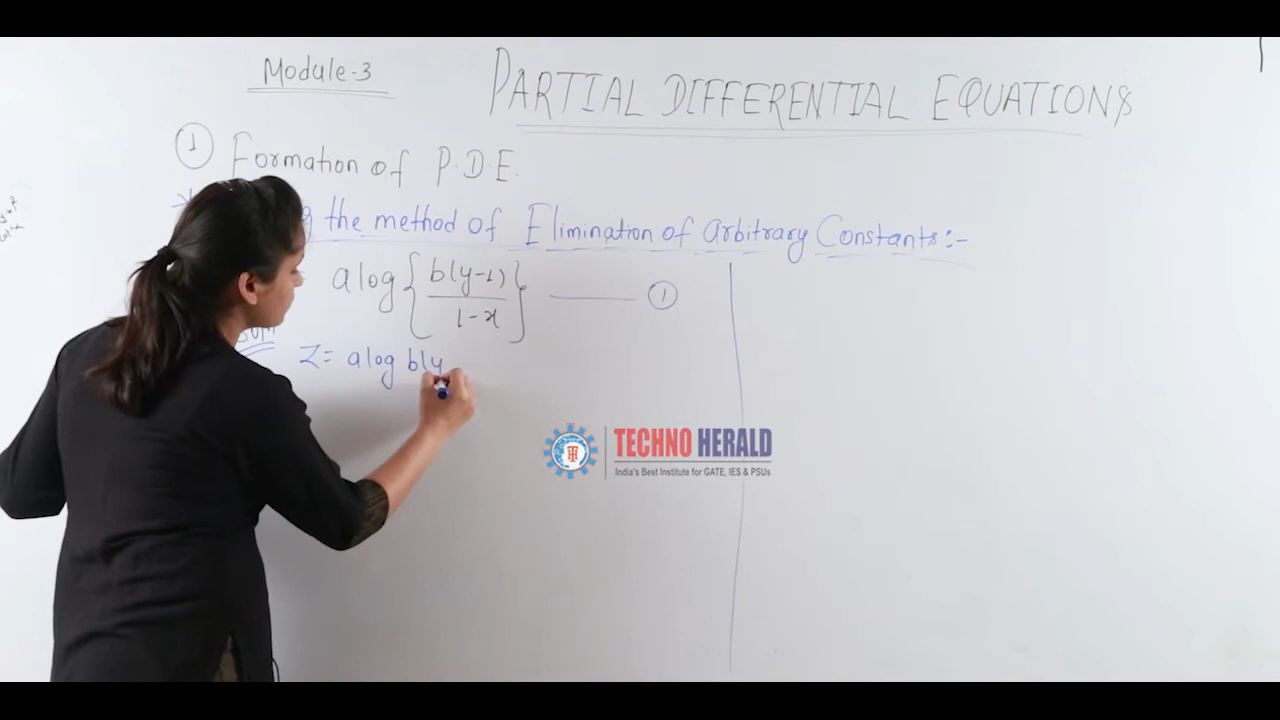 Module-3
PARTIAL DIFFERENTIAL EQUATIONS
① Formation of P.D.E.
the method of Elimination of Arbitrary Constants:-
a log { b(y-1) / 1-x } ——— ①
Z = a log b(y
TECHNO HERALD
India's Best Institute for GATE, IES & PSUs